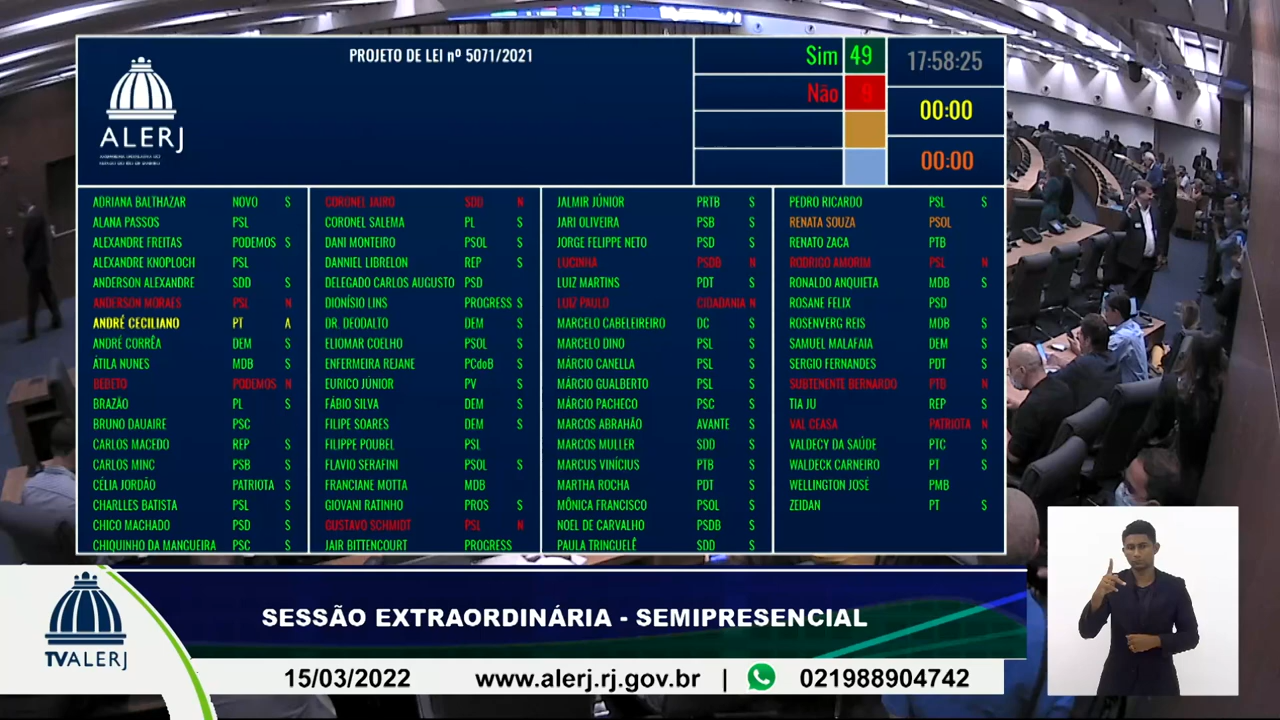 PROJETO DE LEI nº 5071/2021
ALERJ
Sim 49
Não 9
17:58:25
00:00
00:00
ADRIANA BALTHAZAR NOVO S
ALANA PASSOS PSL
ALEXANDRE FREITAS PODEMOS S
ALEXANDRE KNOPLOCH PSL
ANDERSON ALEXANDRE SDD S
ANDERSON MORAES PSL N
ANDRÉ CECILIANO PT A
ANDRÉ CORRÊA DEM S
ÁTILA NUNES MDB S
BEBETO PODEMOS N
BRAZÃO PL S
BRUNO DAUAIRE PSC
CARLOS MACEDO REP S
CARLOS MINC PSB S
CÉLIA JORDÃO PATRIOTA S
CHARLLES BATISTA PSL S
CHICO MACHADO PSD S
CHIQUINHO DA MANGUEIRA PSC S
CORONEL JAIRO SDD N
CORONEL SALEMA PL S
DANI MONTEIRO PSOL S
DANNIEL LIBRELON REP S
DELEGADO CARLOS AUGUSTO PSD
DIONÍSIO LINS PROGRESS S
DR. DEODALTO DEM S
ELIOMAR COELHO PSOL S
ENFERMEIRA REJANE PCdoB S
EURICO JÚNIOR PV S
FÁBIO SILVA DEM S
FILIPE SOARES DEM S
FILIPPE POUBEL PSL
FLAVIO SERAFINI PSOL S
FRANCIANE MOTTA MDB
GIOVANI RATINHO PROS S
GUSTAVO SCHMIDT PSL N
JAIR BITTENCOURT PROGRESS
JALMIR JÚNIOR PRTB S
JARI OLIVEIRA PSB S
JORGE FELIPPE NETO PSD S
LUCINHA PSDB N
LUIZ MARTINS PDT S
LUIZ PAULO CIDADANIA N
MARCELO CABELEIREIRO DC S
MARCELO DINO PSL S
MÁRCIO CANELLA PSL S
MÁRCIO GUALBERTO PSL S
MÁRCIO PACHECO PSC S
MARCOS ABRAHÃO AVANTE S
MARCOS MULLER SDD S
MARCUS VINÍCIUS PTB S
MARTHA ROCHA PDT S
MÔNICA FRANCISCO PSOL S
NOEL DE CARVALHO PSDB S
PAULA TRINGUELÊ SDD S
PEDRO RICARDO PSL S
RENATA SOUZA PSOL
RENATO ZACA PTB
RODRIGO AMORIM PSL N
RONALDO ANQUIETA MDB S
ROSANE FELIX PSD
ROSENVERG REIS MDB S
SAMUEL MALAFAIA DEM S
SERGIO FERNANDES PDT S
SUBTENENTE BERNARDO PTB N
TIA JU REP S
VAL CEASA PATRIOTA N
VALDECY DA SAÚDE PTC S
WALDECK CARNEIRO PT S
WELLINGTON JOSÉ PMB
ZEIDAN PT S
SESSÃO EXTRAORDINÁRIA - SEMIPRESENCIAL
TVALERJ
15/03/2022 www.alerj.rj.gov.br | 021988904742